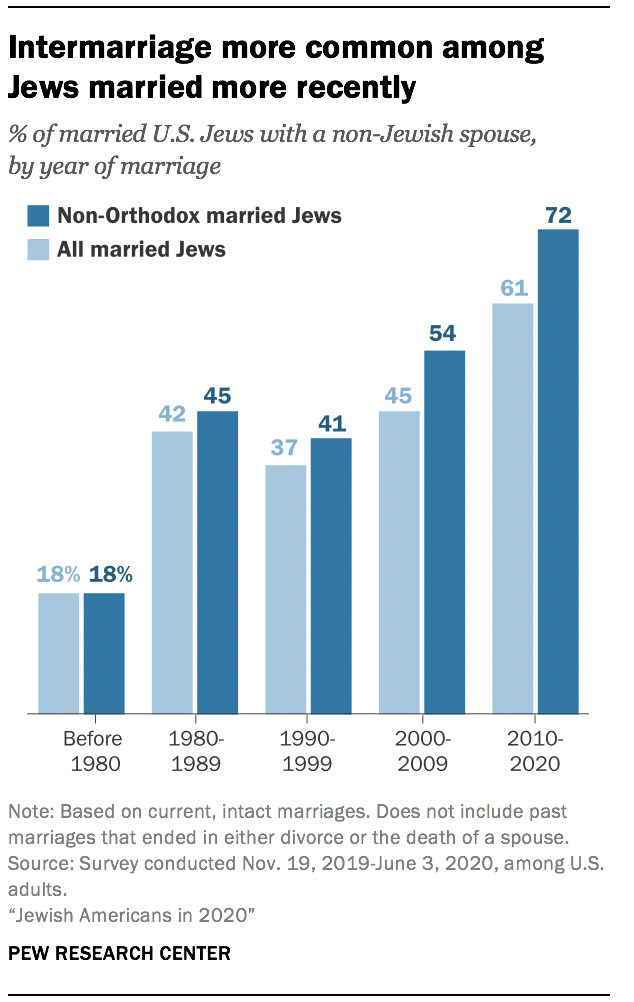 Intermarriage more common among
Jews married more recently
% of married U.S. Jews with a non-Jewish spouse,
by year of marriage
Non-Orthodox married Jews
All married Jews
72
61
54
45
45
42
41
37
18% 18%
Before 1980- 1990- 2000- 2010-
1980 1989 1999 2009 2020
Note: Based on current, intact marriages. Does not include past
marriages that ended in either divorce or the death of a spouse.
Source: Survey conducted Nov. 19, 2019-June 3, 2020, among U.S.
adults.
“Jewish Americans in 2020”
PEW RESEARCH CENTER